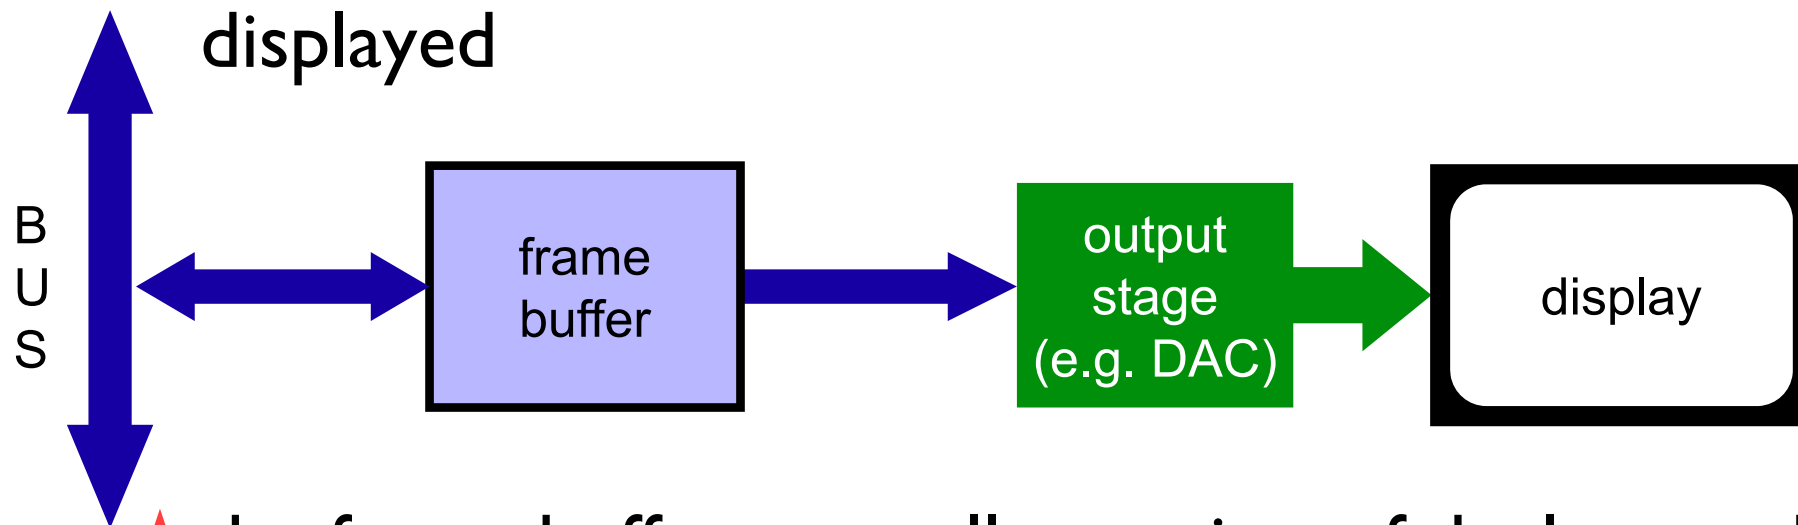 displayed
B
U
S
frame
buffer
output
stage
(e.g. DAC)
display